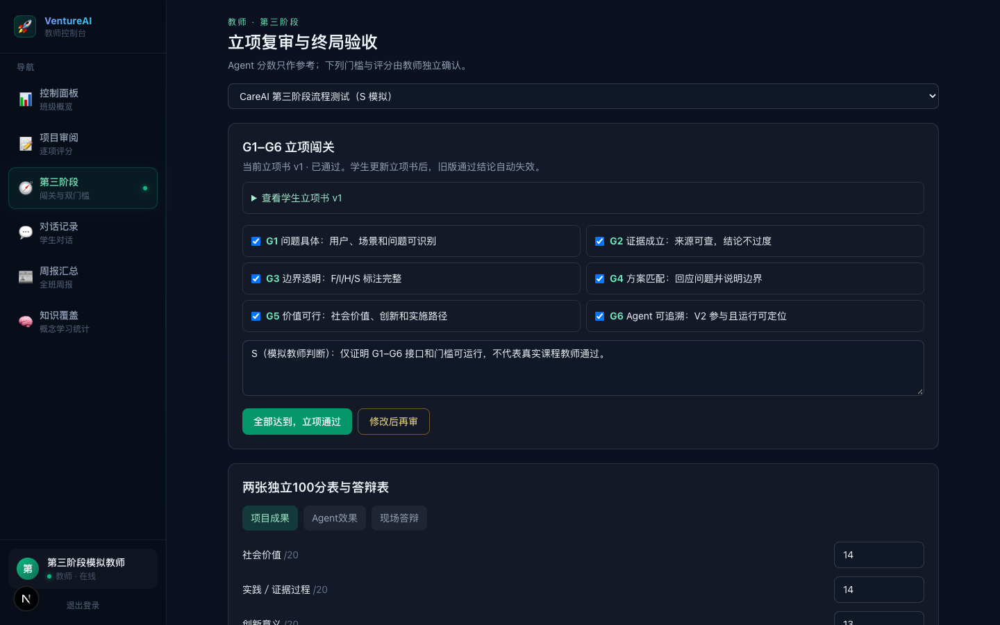 VentureAI
教师控制台
导航
控制面板
班级概览
项目审阅
逐项评分
第三阶段
闯关与双门槛
对话记录
学生对话
周报汇总
全班周报
知识覆盖
概念学习统计
第
第三阶段模拟教师
教师 · 在线
N
退出登录
教师 · 第三阶段
立项复审与终局验收
Agent 分数只作参考；下列门槛与评分由教师独立确认。
CareAI 第三阶段流程测试（S 模拟）
G1–G6 立项闯关
当前立项书 v1 · 已通过。学生更新立项书后，旧版通过结论自动失效。
▶ 查看学生立项书 v1
G1 问题具体：用户、场景和问题可识别
G2 证据成立：来源可查，结论不过度
G3 边界透明：F/I/H/S 标注完整
G4 方案匹配：回应问题并说明边界
G5 价值可行：社会价值、创新和实施路径
G6 Agent 可追溯：V2 参与且运行可定位
S（模拟教师判断）：仅证明 G1–G6 接口和门槛可运行，不代表真实课程教师通过。
全部达到，立项通过
修改后再审
两张独立100分表与答辩表
项目成果
Agent效果
现场答辩
社会价值 /20
14
实践 / 证据过程 /20
14
创新意义 /20
13